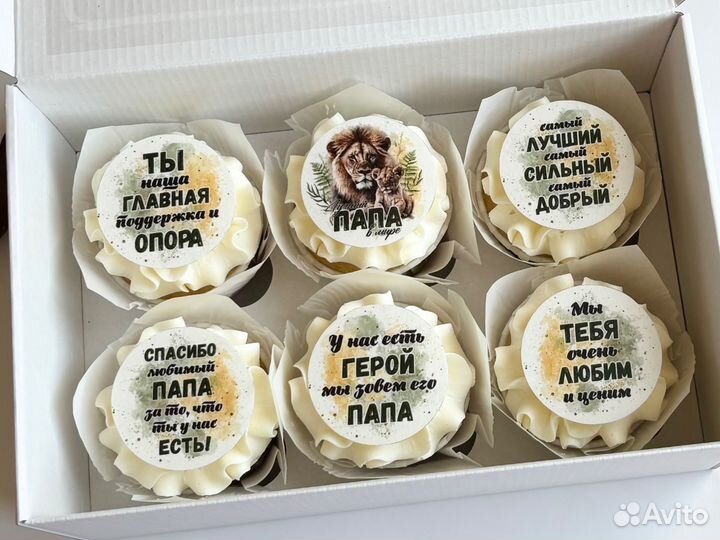 ТЫ
наша
ГЛАВНАЯ
поддержка и
ОПОРА
ПАПА
в мире
самый
ЛУЧШИЙ
самый
СИЛЬНЫЙ
самый
ДОБРЫЙ
СПАСИБО
любимый
ПАПА
за то, что
ты у нас
ЕСТЬ!
У нас есть
ГЕРОЙ
мы зовем его
ПАПА
Мы
ТЕБЯ
очень
ЛЮБИМ
и ценим
Avito